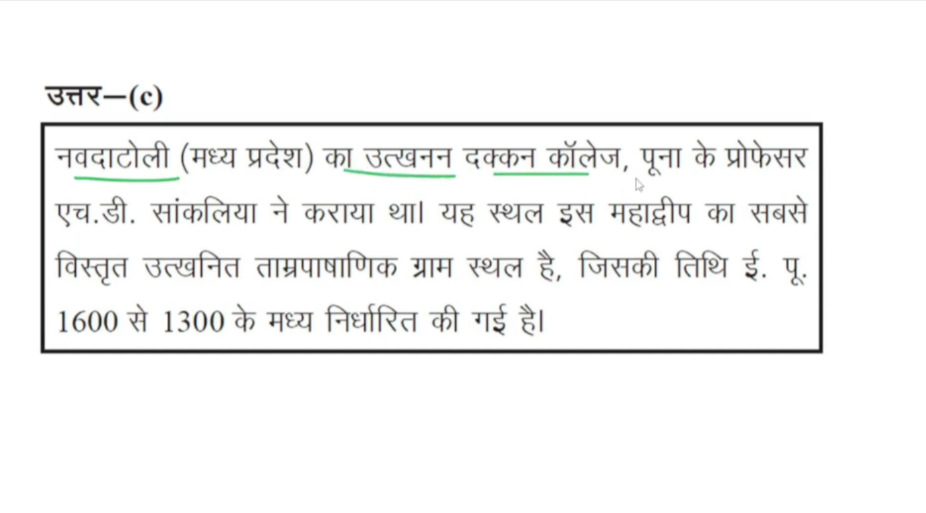 उत्तर–(c)
नवदाटोली (मध्य प्रदेश) का उत्खनन दक्कन कॉलेज, पूना के प्रोफेसर
एच.डी. सांकलिया ने कराया था। यह स्थल इस महाद्वीप का सबसे
विस्तृत उत्खनित ताम्रपाषाणिक ग्राम स्थल है, जिसकी तिथि ई. पू.
1600 से 1300 के मध्य निर्धारित की गई है।